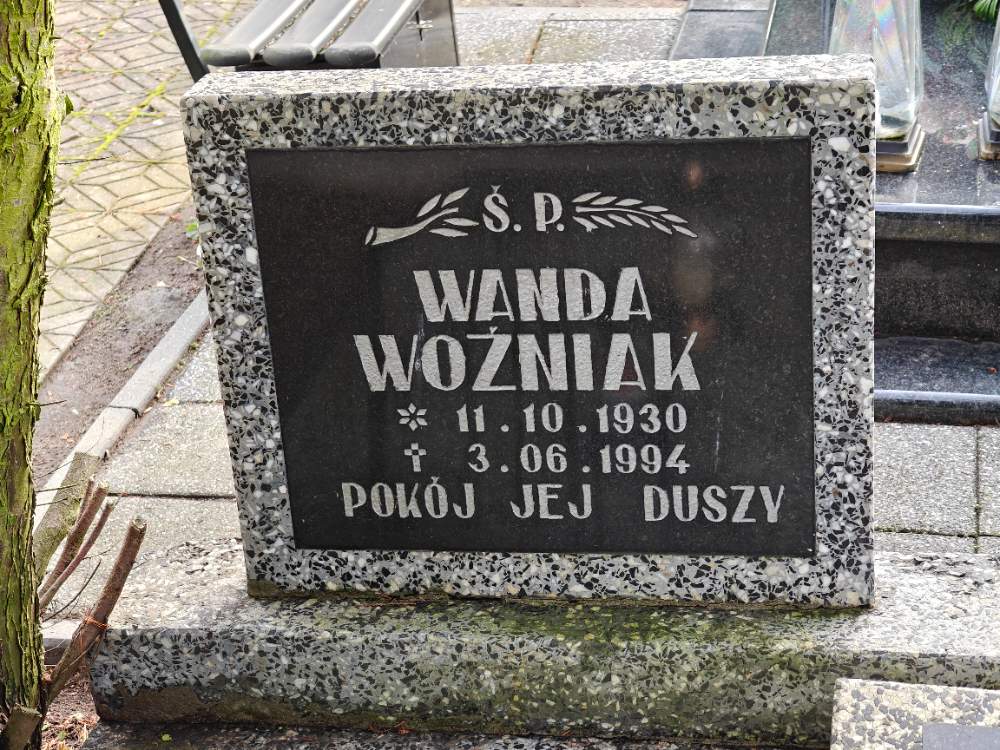 Ś. P.
WANDA
WOŹNIAK
11 . 10 . 1930
3 . 06 . 1994
POKÓJ JEJ DUSZY